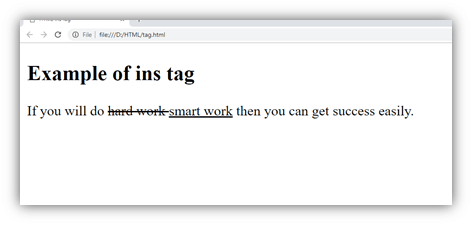 File | file:///D:/HTML/tag.html
Example of ins tag
If you will do hard work smart work then you can get success easily.